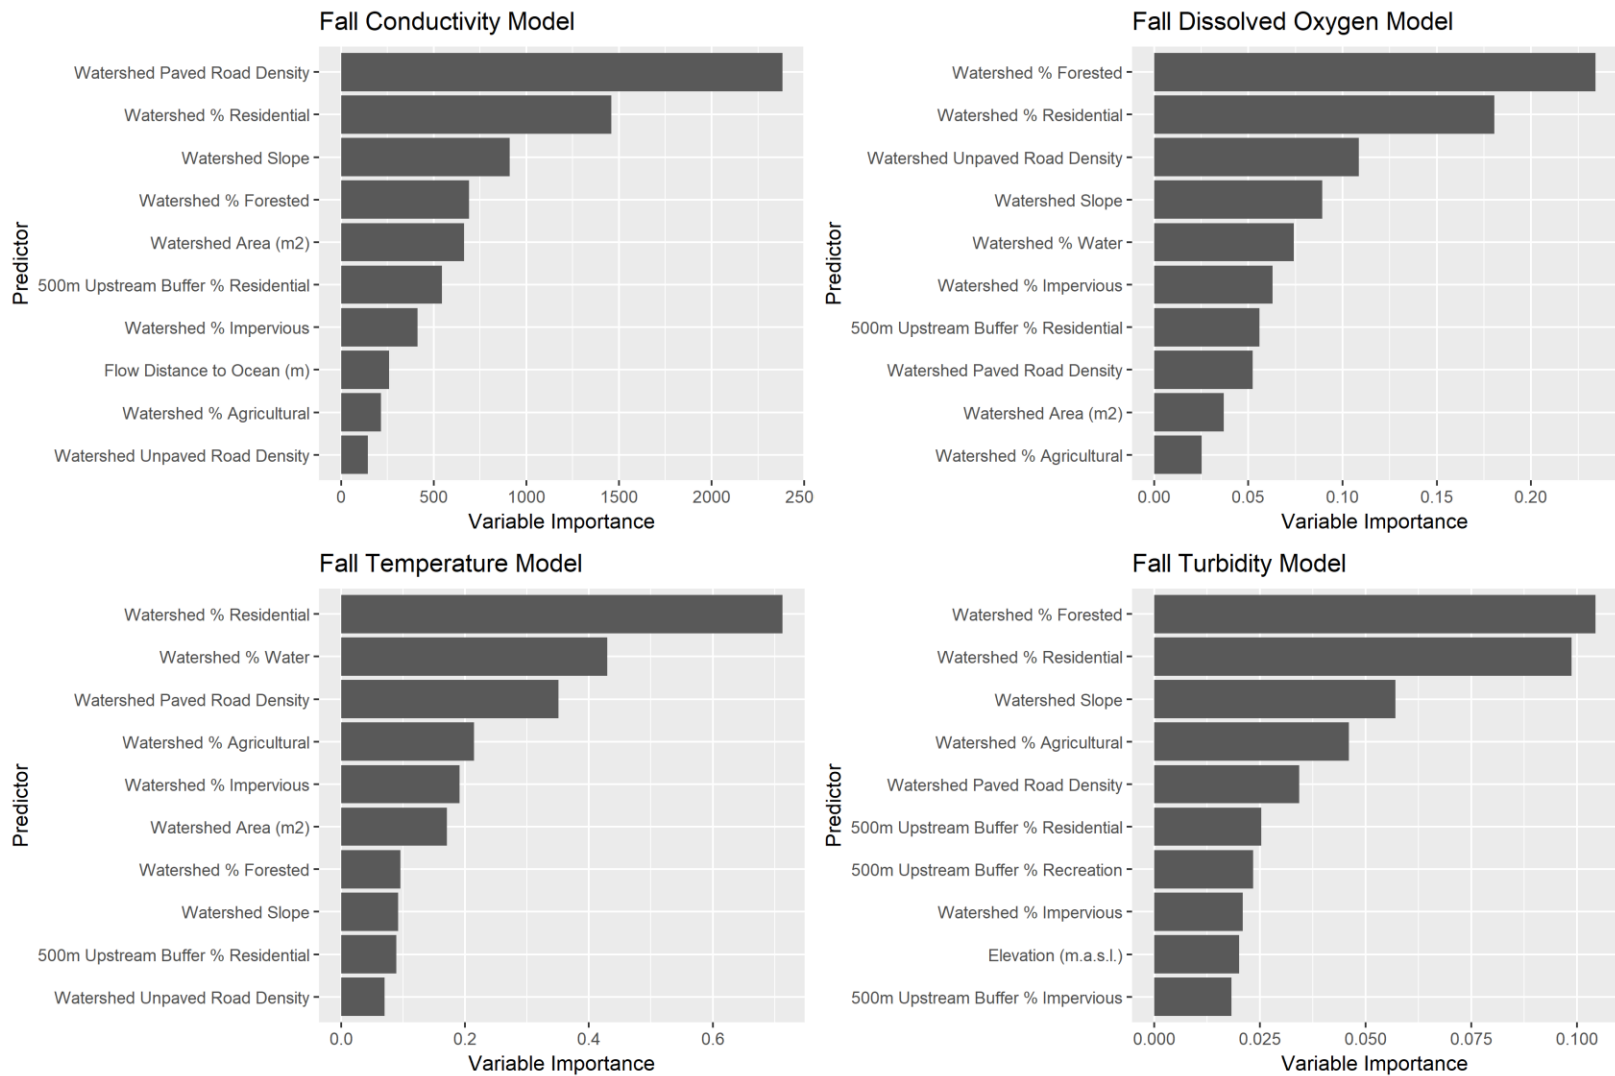 Fall Conductivity Model
Predictor
Watershed Paved Road Density
Watershed % Residential
Watershed Slope
Watershed % Forested
Watershed Area (m2)
500m Upstream Buffer % Residential
Watershed % Impervious
Flow Distance to Ocean (m)
Watershed % Agricultural
Watershed Unpaved Road Density
0 500 1000 1500 2000 250
Variable Importance
Fall Dissolved Oxygen Model
Predictor
Watershed % Forested
Watershed % Residential
Watershed Unpaved Road Density
Watershed Slope
Watershed % Water
Watershed % Impervious
500m Upstream Buffer % Residential
Watershed Paved Road Density
Watershed Area (m2)
Watershed % Agricultural
0.00 0.05 0.10 0.15 0.20
Variable Importance
Fall Temperature Model
Predictor
Watershed % Residential
Watershed % Water
Watershed Paved Road Density
Watershed % Agricultural
Watershed % Impervious
Watershed Area (m2)
Watershed % Forested
Watershed Slope
500m Upstream Buffer % Residential
Watershed Unpaved Road Density
0.0 0.2 0.4 0.6
Variable Importance
Fall Turbidity Model
Predictor
Watershed % Forested
Watershed % Residential
Watershed Slope
Watershed % Agricultural
Watershed Paved Road Density
500m Upstream Buffer % Residential
500m Upstream Buffer % Recreation
Watershed % Impervious
Elevation (m.a.s.l.)
500m Upstream Buffer % Impervious
0.000 0.025 0.050 0.075 0.100
Variable Importance